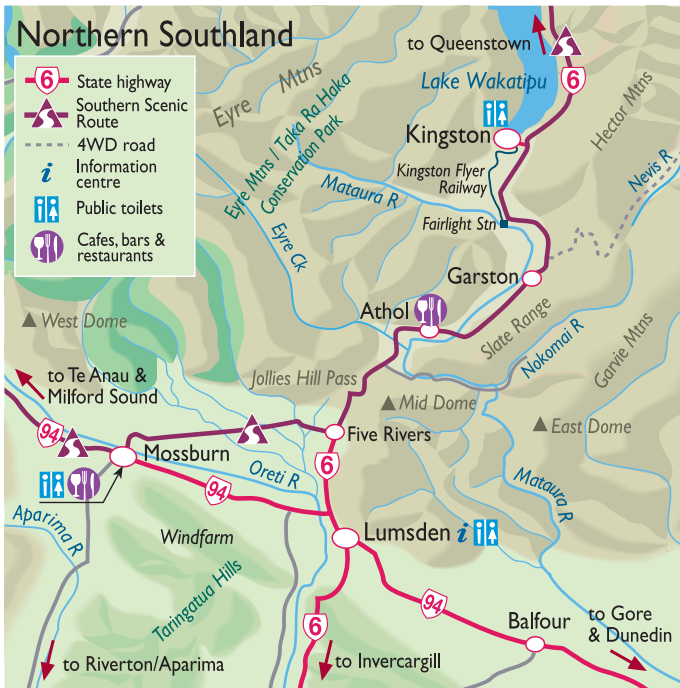 Northern Southland
6
State highway
Southern Scenic
Route
4WD road
i
Information
centre
Public toilets
Cafes, bars &
restaurants
to Queenstown
6
Lake Wakatipu
Eyre Mtns
Hector Mtns
Eyre Mtns / Taka Ra Haka
Conservation Park
Kingston
Kingston Flyer
Railway
Nevis R
Mataura R
Fairlight Stn
Eyre Ck
Garston
Athol
West Dome
Slate Range
Nokomai R
Garvie Mtns
to Te Anau &
Milford Sound
Jollies Hill Pass
Mid Dome
East Dome
94
Five Rivers
Mossburn
6
Oreti R
94
Mataura R
Aparima R
Windfarm
Lumsden i
Taringatua Hills
94
6
Balfour
to Gore
& Dunedin
to Riverton/Aparima
to Invercargill